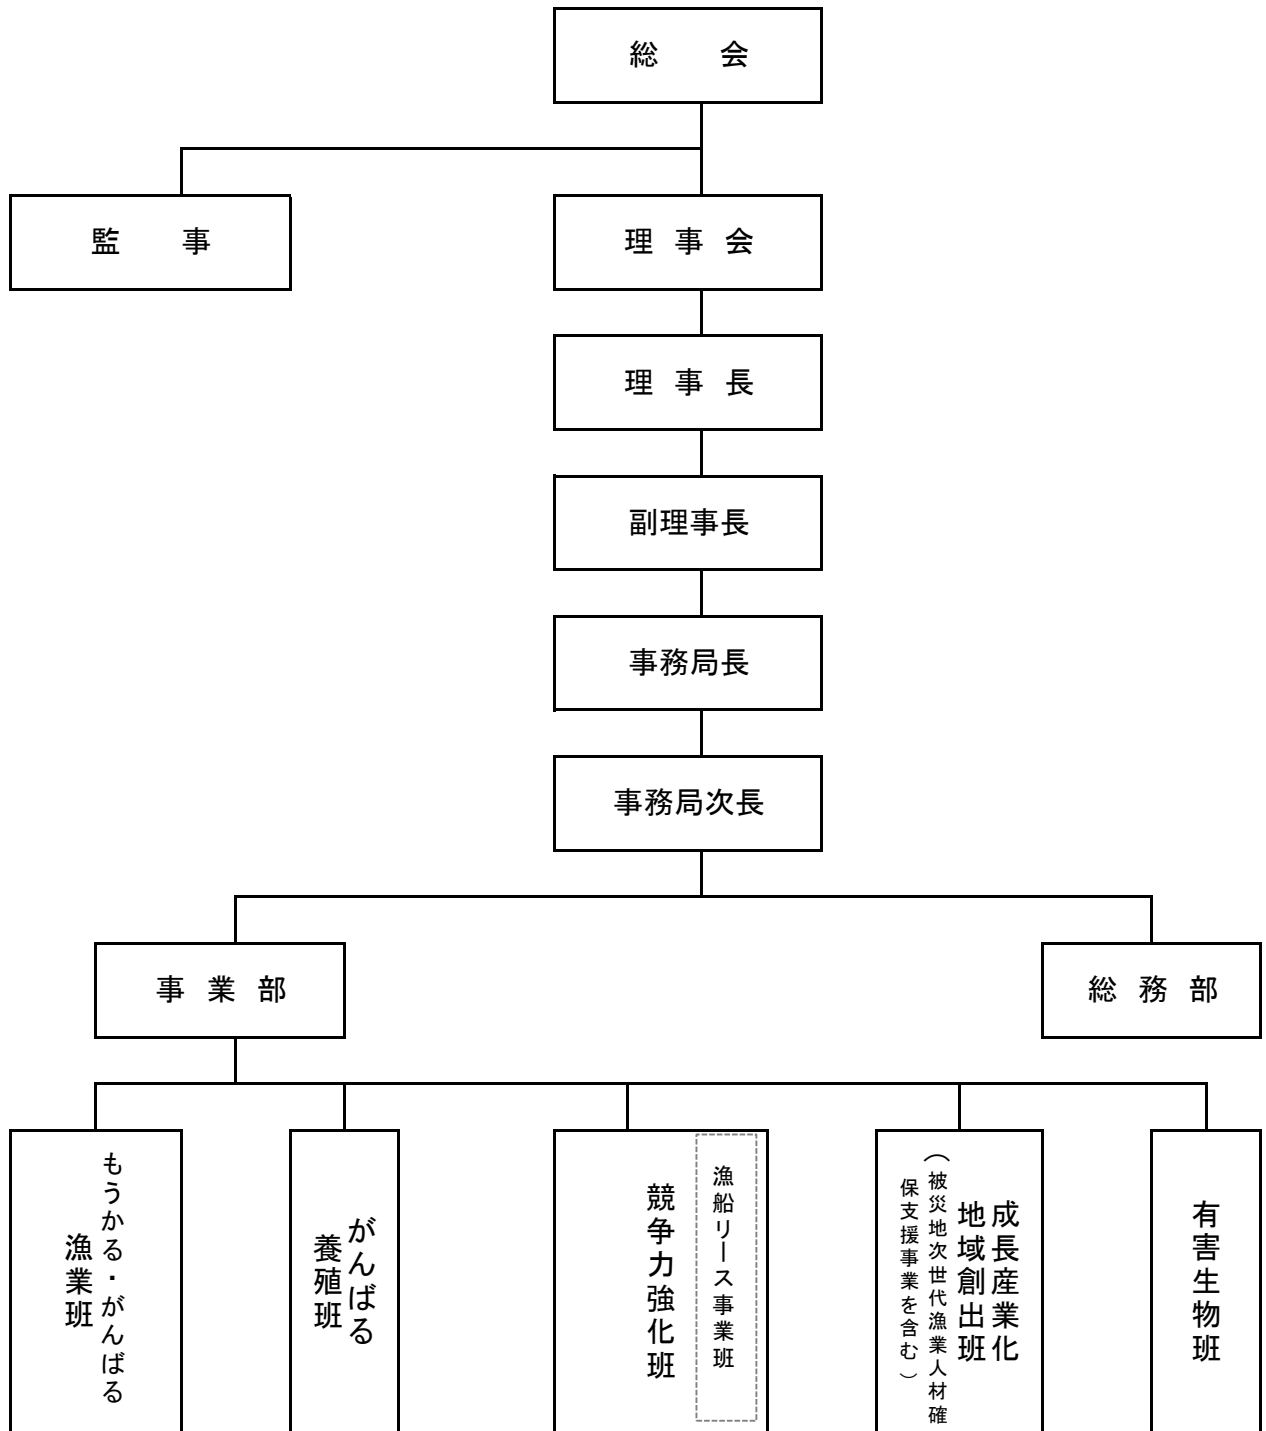 総　会
監　事
理 事 会
理 事 長
副理事長
事務局長
事務局次長
事 業 部
総 務 部
もうかる・がんばる
漁業班
がんばる
養殖班
漁船リース事業班
競争力強化班
成長産業化
地域創出班
（被災地次世代漁業人材確
保支援事業を含む）
有害生物班